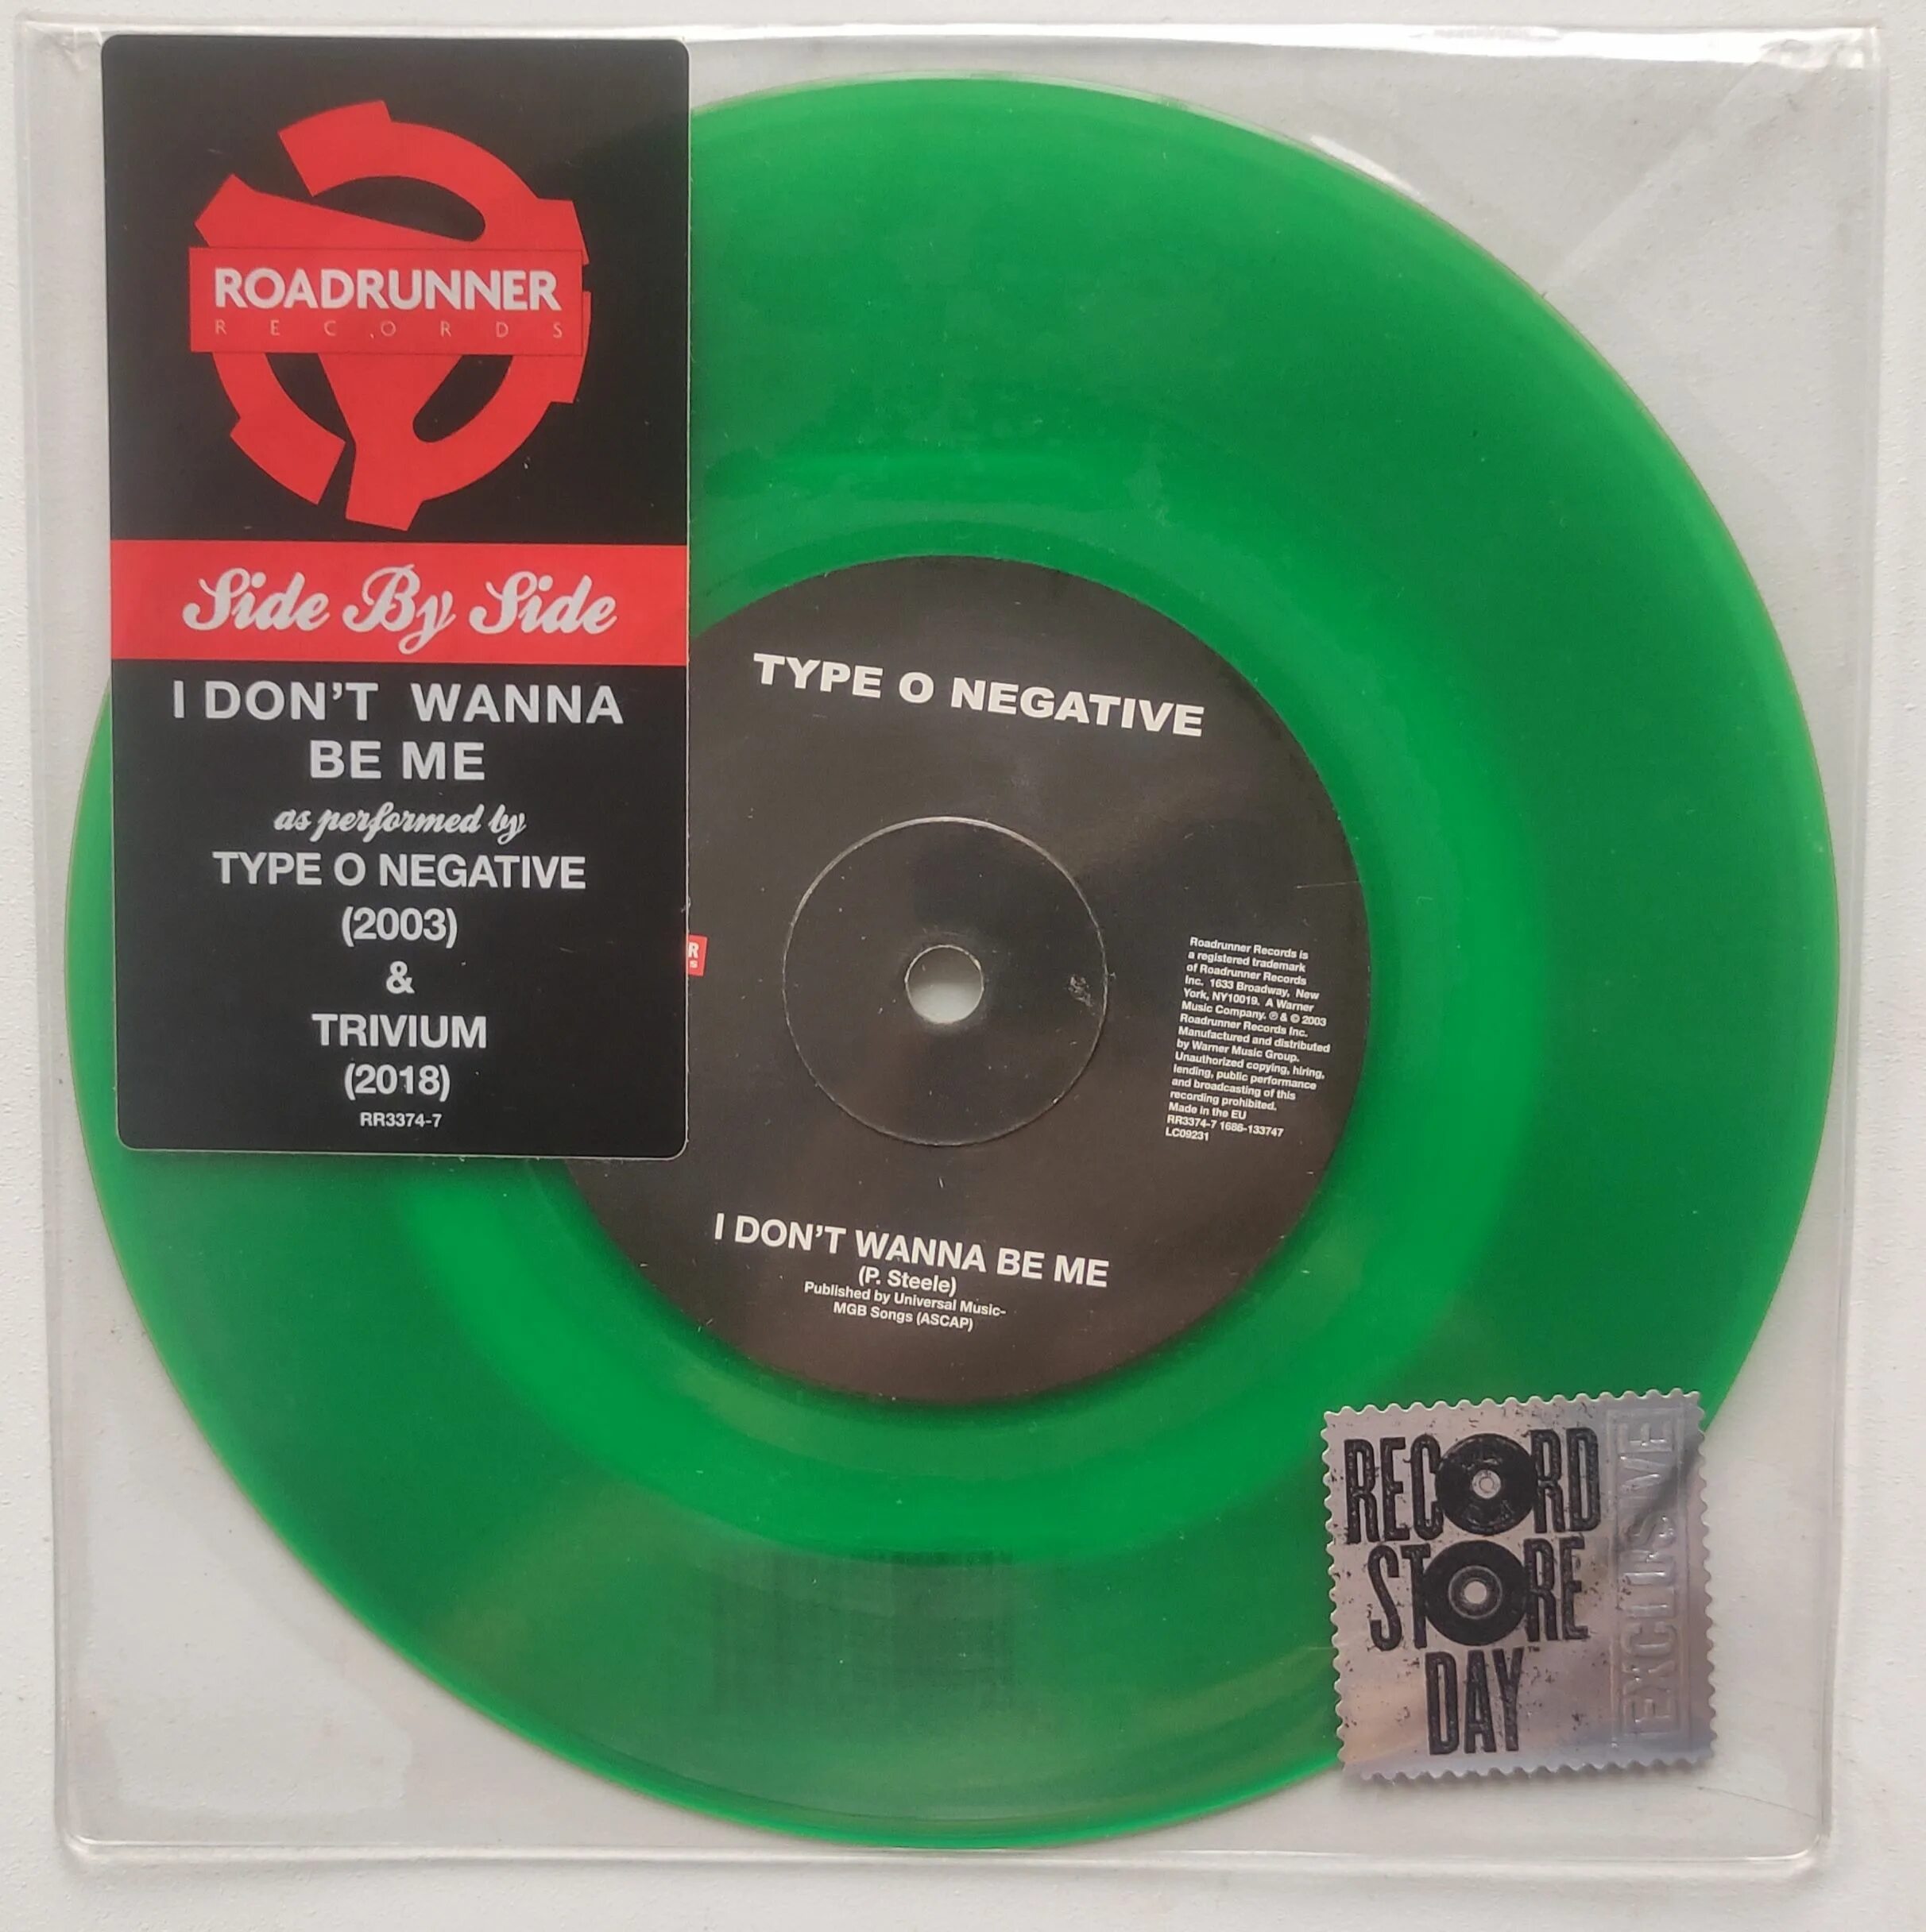 ROADRUNNER
RECORDS
Side By Side
I DON'T WANNA
BE ME
as performed by
TYPE O NEGATIVE
(2003)
&
TRIVIUM
(2018)
RR3374-7
TYPE O NEGATIVE
R
S
Roadrunner Records is
a registered trademark
of Roadrunner Records
Inc. 1633 Broadway, New
York, NY10019. A Warner
Music Company. ℗ & © 2003
Roadrunner Records Inc.
Manufactured and distributed
by Warner Music Group.
Unauthorized copying, hiring,
lending, public performance
and broadcasting of this
recording prohibited.
Made in the EU
RR3374-7 1686-133747
LC09231
I DON'T WANNA BE ME
(P. Steele)
Published by Universal Music-
MGB Songs (ASCAP)
RECORD
STORE
DAY
EXCLUSIVE